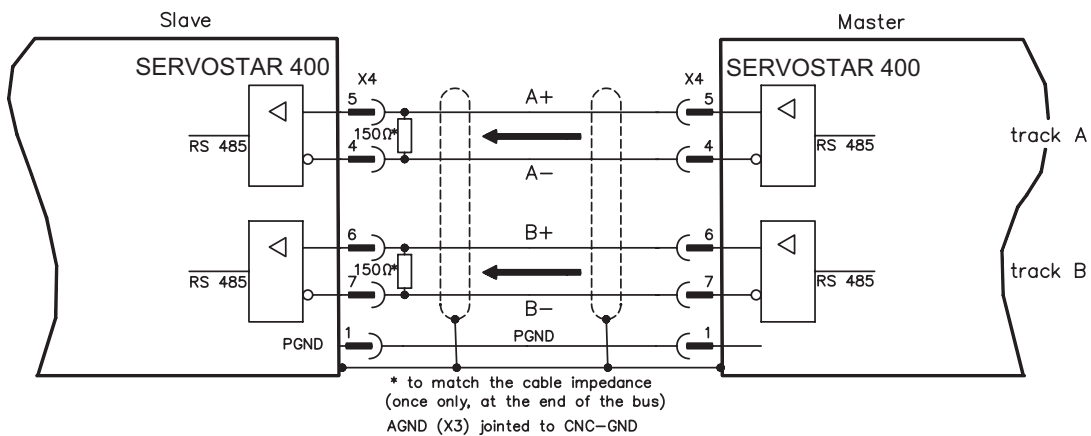 Slave
Master
SERVOSTAR 400
X4
X4
SERVOSTAR 400
5
A+
5
RS 485
150Ω*
track A
RS 485
4
A-
4
6
B+
6
RS 485
150Ω*
track B
RS 485
7
B-
7
PGND
1
PGND
1
* to match the cable impedance
(once only, at the end of the bus)
AGND (X3) jointed to CNC-GND